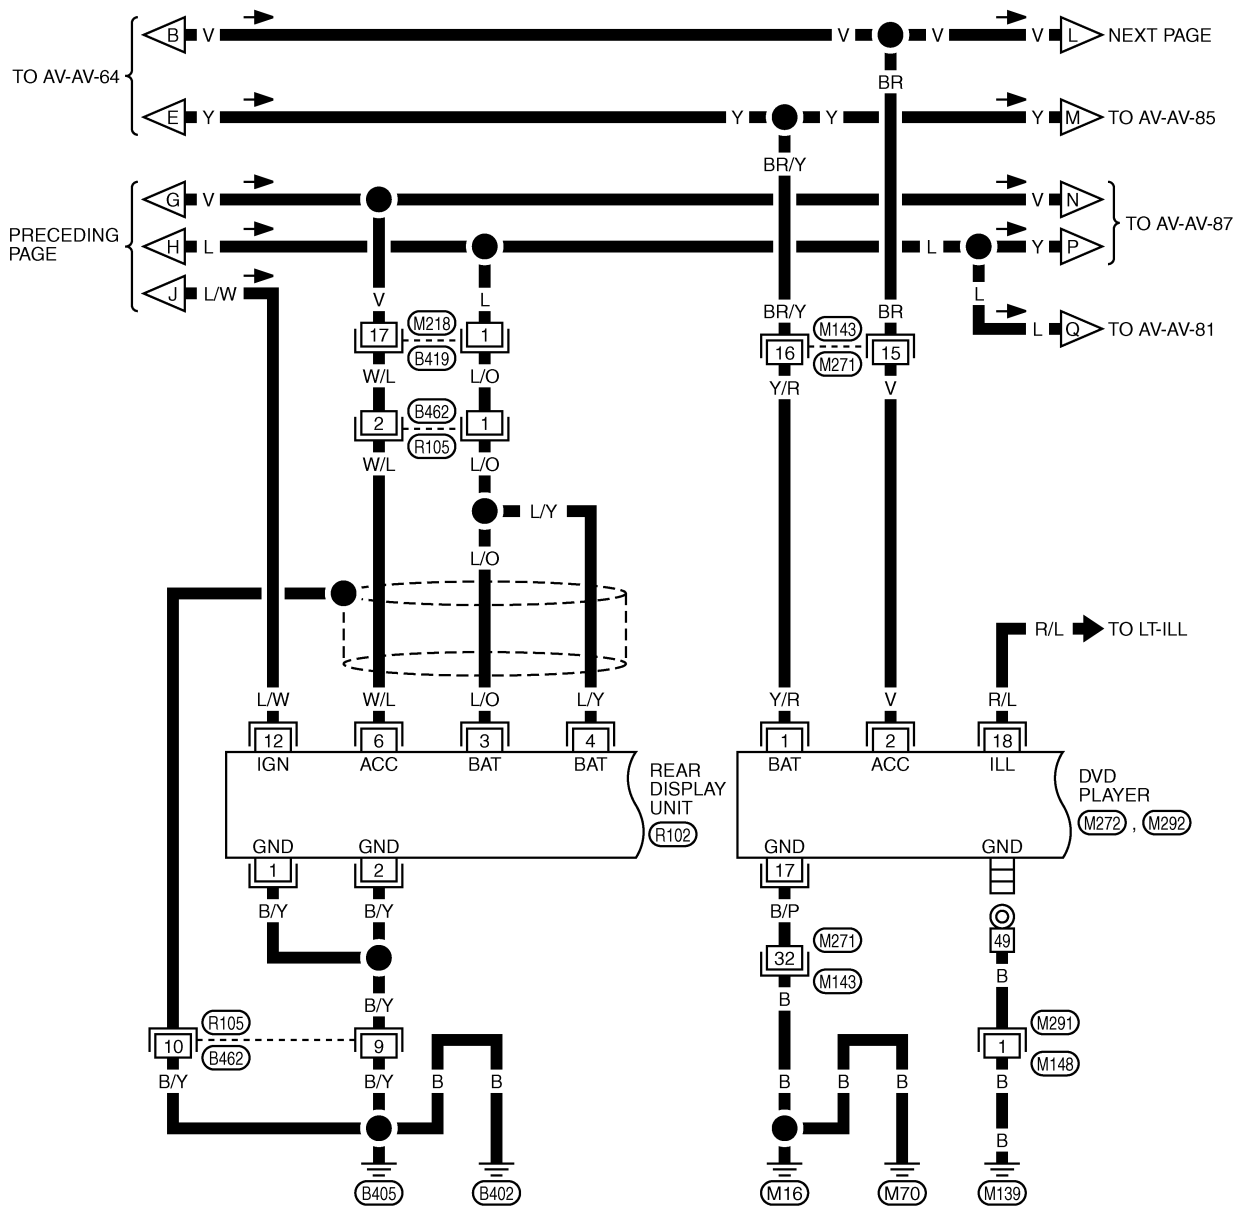 B V V V V L NEXT PAGE
TO AV-AV-64
BR
E Y Y Y Y M TO AV-AV-85
BR/Y
G V V N
PRECEDING
PAGE
TO AV-AV-87
H L L Y P
J L/W
V L L
BR/Y BR
M218
M143
17 1
L Q TO AV-AV-81
B419
16 15
M271
W/L L/O
Y/R V
B462
2 1
R105
W/L L/O
L/Y
L/O
R/L TO LT-ILL
L/W W/L L/O L/Y Y/R V R/L
12 6 3 4 1 2 18
IGN ACC BAT BAT BAT ACC ILL
REAR
DISPLAY
UNIT
R102
DVD
PLAYER
M272 , M292
GND GND GND GND
1 2 17
B/Y B/Y B/P
49
M271
32
M143
B
B/Y B
R105
M291
10 9 1
B462
M148
B/Y B/Y B B B B B B
B
B405 B402 M16 M70 M139